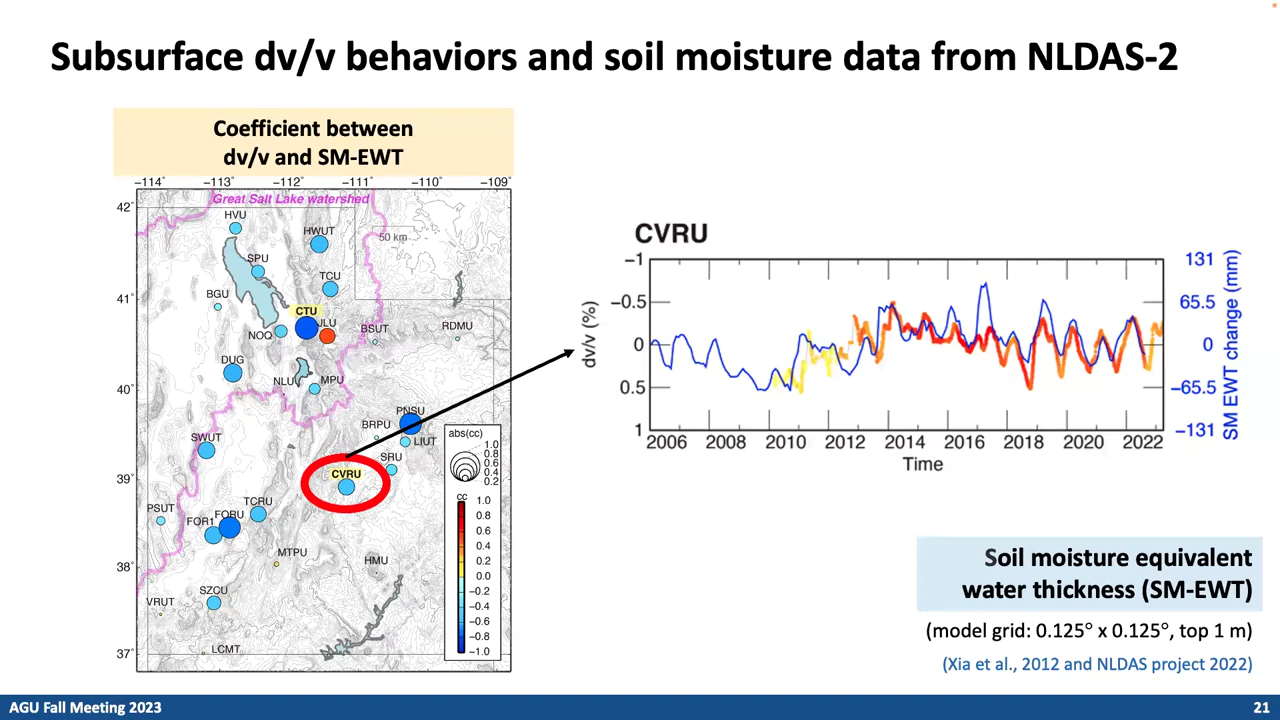 Subsurface dv/v behaviors and soil moisture data from NLDAS-2
Coefficient between
dv/v and SM-EWT
−114° −113° −112° −111° −110° −109°
42°
Great Salt Lake watershed
HVU
HWUT
50 km
SPU
TCU
41°
BGU
CTU
JLU
NOQ
BSUT
RDMU
DUG
NLU
MPU
40°
PNSU
BRPU
LIUT
SWUT
SRU
39°
CVRU
PSUT
TCRU
FOR1
FORU
MTPU
HMU
38°
SZCU
VRUT
LCMT
37°
abs(cc)
1.0
0.8
0.6
0.4
0.2
cc
1.0
0.8
0.6
0.4
0.2
0.0
−0.2
−0.4
−0.6
−0.8
−1.0
CVRU
dv/v (%)
−1
−0.5
0
0.5
1
131
65.5
0
−65.5
−131
SM EWT change (mm)
2006 2008 2010 2012 2014 2016 2018 2020 2022
Time
Soil moisture equivalent
water thickness (SM-EWT)
(model grid: 0.125° x 0.125°, top 1 m)
(Xia et al., 2012 and NLDAS project 2022)
AGU Fall Meeting 2023
21